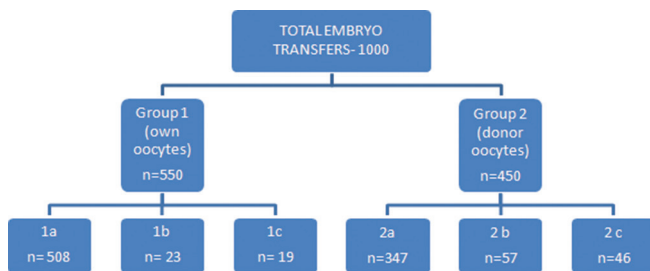 TOTAL EMBRYO
TRANSFERS- 1000
Group 1
(own
oocytes)
n=550
Group 2
(donor
oocytes)
n=450
1a
n= 508
1b
n= 23
1c
n= 19
2a
n=347
2 b
n=57
2 c
n=46